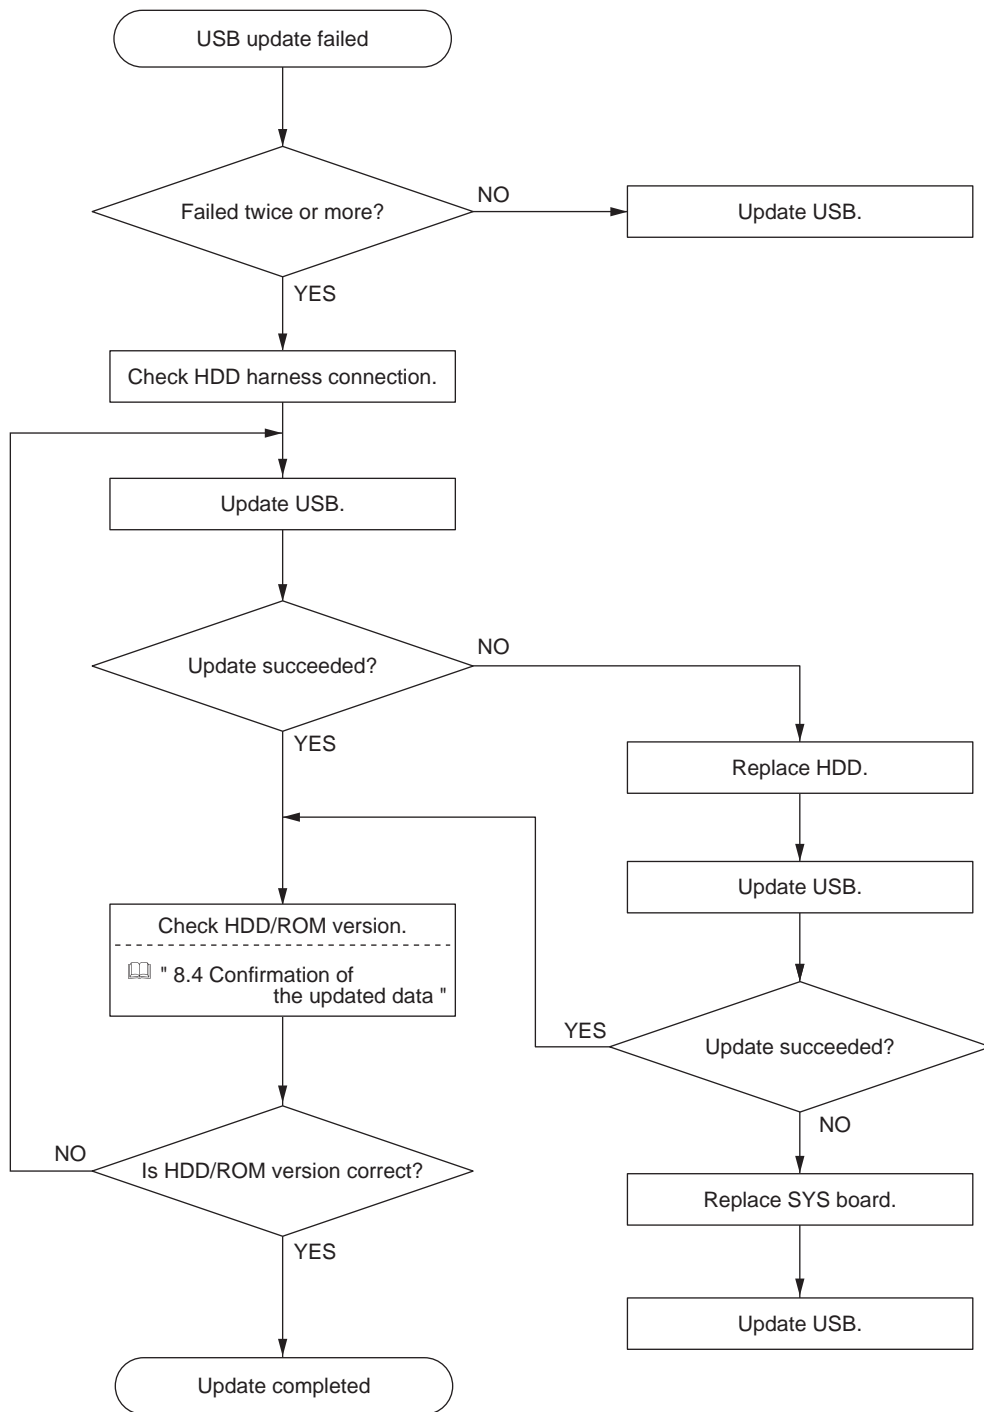 USB update failed
Failed twice or more?
NO
Update USB.
YES
Check HDD harness connection.
Update USB.
Update succeeded?
NO
YES
Replace HDD.
Update USB.
Check HDD/ROM version.
" 8.4 Confirmation of
the updated data "
YES
Update succeeded?
NO
NO
Is HDD/ROM version correct?
Replace SYS board.
YES
Update USB.
Update completed